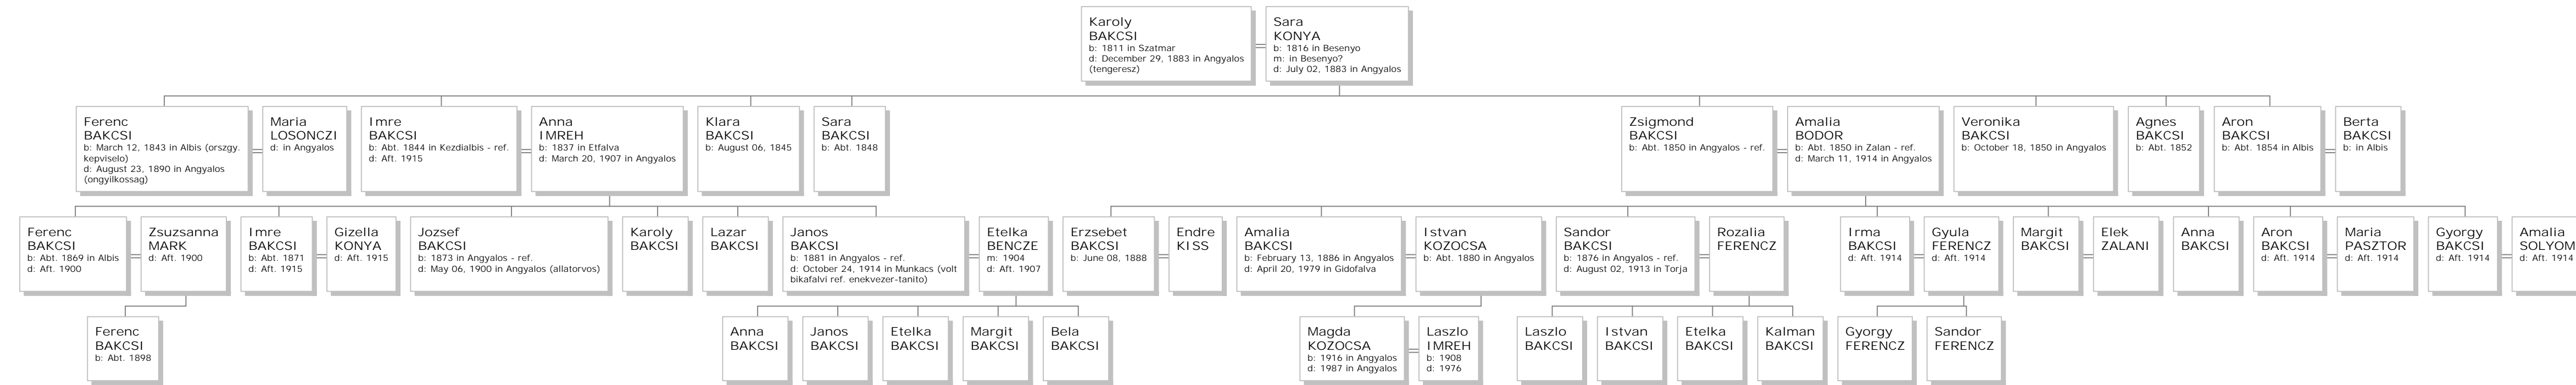 Karoly
BAKCSI
b: 1811 in Szatmar
d: December 29, 1883 in Angyalos
(tengeresz)
Sara
KONYA
b: 1816 in Besenyo
m: in Besenyo?
d: July 02, 1883 in Angyalos
Ferenc
BAKCSI
b: March 12, 1843 in Albis (orszgy.
kepviselo)
d: August 23, 1890 in Angyalos
(ongyilkossag)
Maria
LOSONCZI
d: in Angyalos
Imre
BAKCSI
b: Abt. 1844 in Kezdialbis - ref.
d: Aft. 1915
Anna
IMREH
b: 1837 in Etfalva
d: March 20, 1907 in Angyalos
Klara
BAKCSI
b: August 06, 1845
Sara
BAKCSI
b: Abt. 1848
Zsigmond
BAKCSI
b: Abt. 1850 in Angyalos - ref.
Amalia
BODOR
b: Abt. 1850 in Zalan - ref.
d: March 11, 1914 in Angyalos
Veronika
BAKCSI
b: October 18, 1850 in Angyalos
Agnes
BAKCSI
b: Abt. 1852
Aron
BAKCSI
b: Abt. 1854 in Albis
Berta
BAKCSI
b: in Albis
Ferenc
BAKCSI
b: Abt. 1869 in Albis
d: Aft. 1900
Zsuzsanna
MARK
d: Aft. 1900
Imre
BAKCSI
b: Abt. 1871
d: Aft. 1915
Gizella
KONYA
d: Aft. 1915
Jozsef
BAKCSI
b: 1873 in Angyalos - ref.
d: May 06, 1900 in Angyalos (allatorvos)
Karoly
BAKCSI
Lazar
BAKCSI
Janos
BAKCSI
b: 1881 in Angyalos - ref.
d: October 24, 1914 in Munkacs (volt
bikafalvi ref. enekvezer-tanito)
Etelka
BENCZE
m: 1904
d: Aft. 1907
Erzsebet
BAKCSI
b: June 08, 1888
Endre
KISS
Amalia
BAKCSI
b: February 13, 1886 in Angyalos
d: April 20, 1979 in Gidofalva
Istvan
KOZOCSA
b: Abt. 1880 in Angyalos
Sandor
BAKCSI
b: 1876 in Angyalos - ref.
d: August 02, 1913 in Torja
Rozalia
FERENCZ
Irma
BAKCSI
d: Aft. 1914
Gyula
FERENCZ
d: Aft. 1914
Margit
BAKCSI
Elek
ZALANI
Anna
BAKCSI
Aron
BAKCSI
d: Aft. 1914
Maria
PASZTOR
d: Aft. 1914
Gyorgy
BAKCSI
d: Aft. 1914
Amalia
SOLYOM
d: Aft. 1914
Ferenc
BAKCSI
b: Abt. 1898
Anna
BAKCSI
Janos
BAKCSI
Etelka
BAKCSI
Margit
BAKCSI
Bela
BAKCSI
Magda
KOZOCSA
b: 1916 in Angyalos
d: 1987 in Angyalos
Laszlo
IMREH
b: 1908
d: 1976
Laszlo
BAKCSI
Istvan
BAKCSI
Etelka
BAKCSI
Kalman
BAKCSI
Gyorgy
FERENCZ
Sandor
FERENCZ